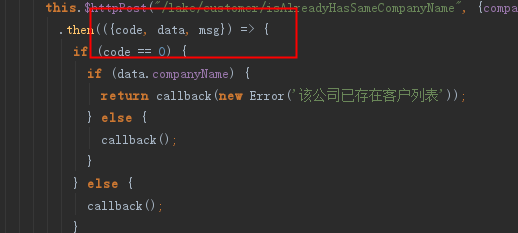 this.$httpPost("/lake/customer/isAlreadyHasSameCompanyName", {compa
.then(({code, data, msg}) => {
if (code == 0) {
if (data.companyName) {
return callback(new Error('该公司已存在客户列表'));
} else {
callback();
}
} else {
callback();
}